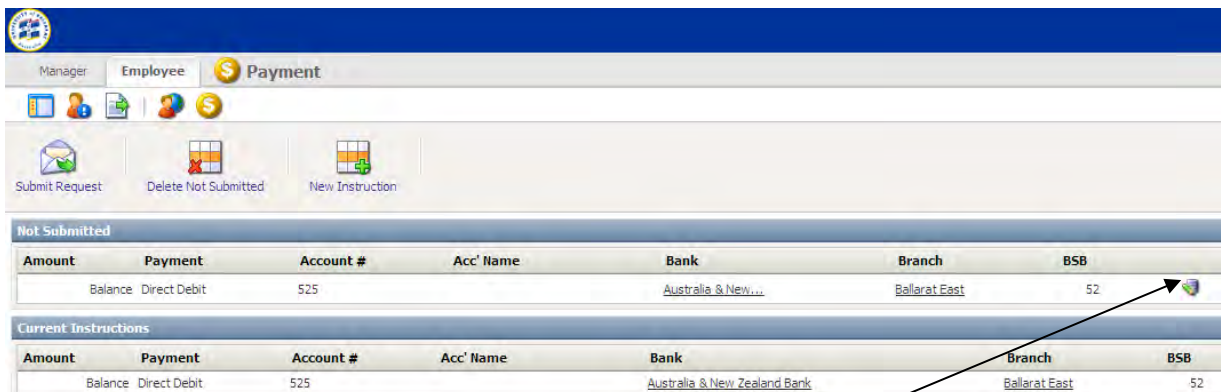 Manager Employee Payment
Submit Request Delete Not Submitted New Instruction
Not Submitted
Amount Payment Account # Acc' Name Bank Branch BSB
Balance Direct Debit 525 Australia & New... Ballarat East 52
Current Instructions
Amount Payment Account # Acc' Name Bank Branch BSB
Balance Direct Debit 525 Australia & New Zealand Bank Ballarat East 52